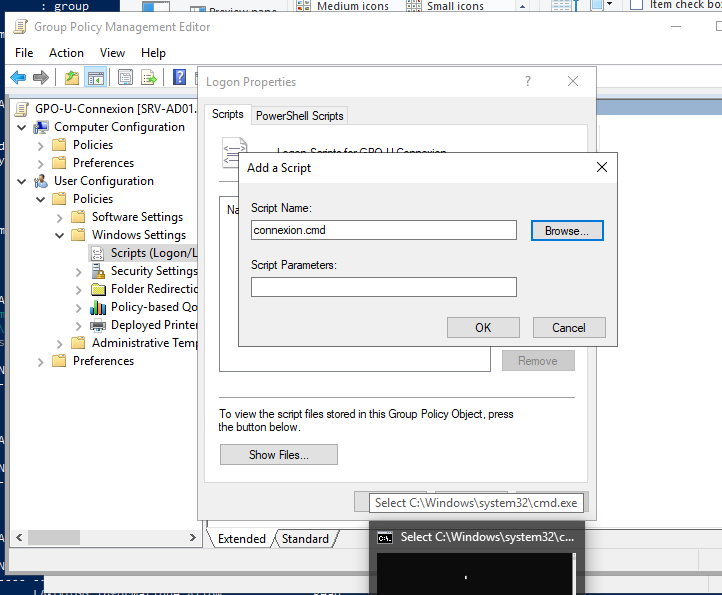 : group
Preview pane
Medium icons
Small icons
Item check box
Group Policy Management Editor
File Action View Help
GPO-U-Connexion [SRV-AD01.
Computer Configuration
Policies
Preferences
User Configuration
Policies
Software Settings
Windows Settings
Scripts (Logon/L
Security Settings
Folder Redirectio
Policy-based Qo
Deployed Printer
Administrative Temp
Preferences
Logon Properties
Scripts
PowerShell Scripts
Logon Scripts for GPO-U-Connexion
Na
Add a Script
Script Name:
connexion.cmd
Browse...
Script Parameters:
OK
Cancel
Remove
To view the script files stored in this Group Policy Object, press
the button below.
Show Files...
Select C:\Windows\system32\cmd.exe
Select C:\Windows\system32\c...
Extended
Standard